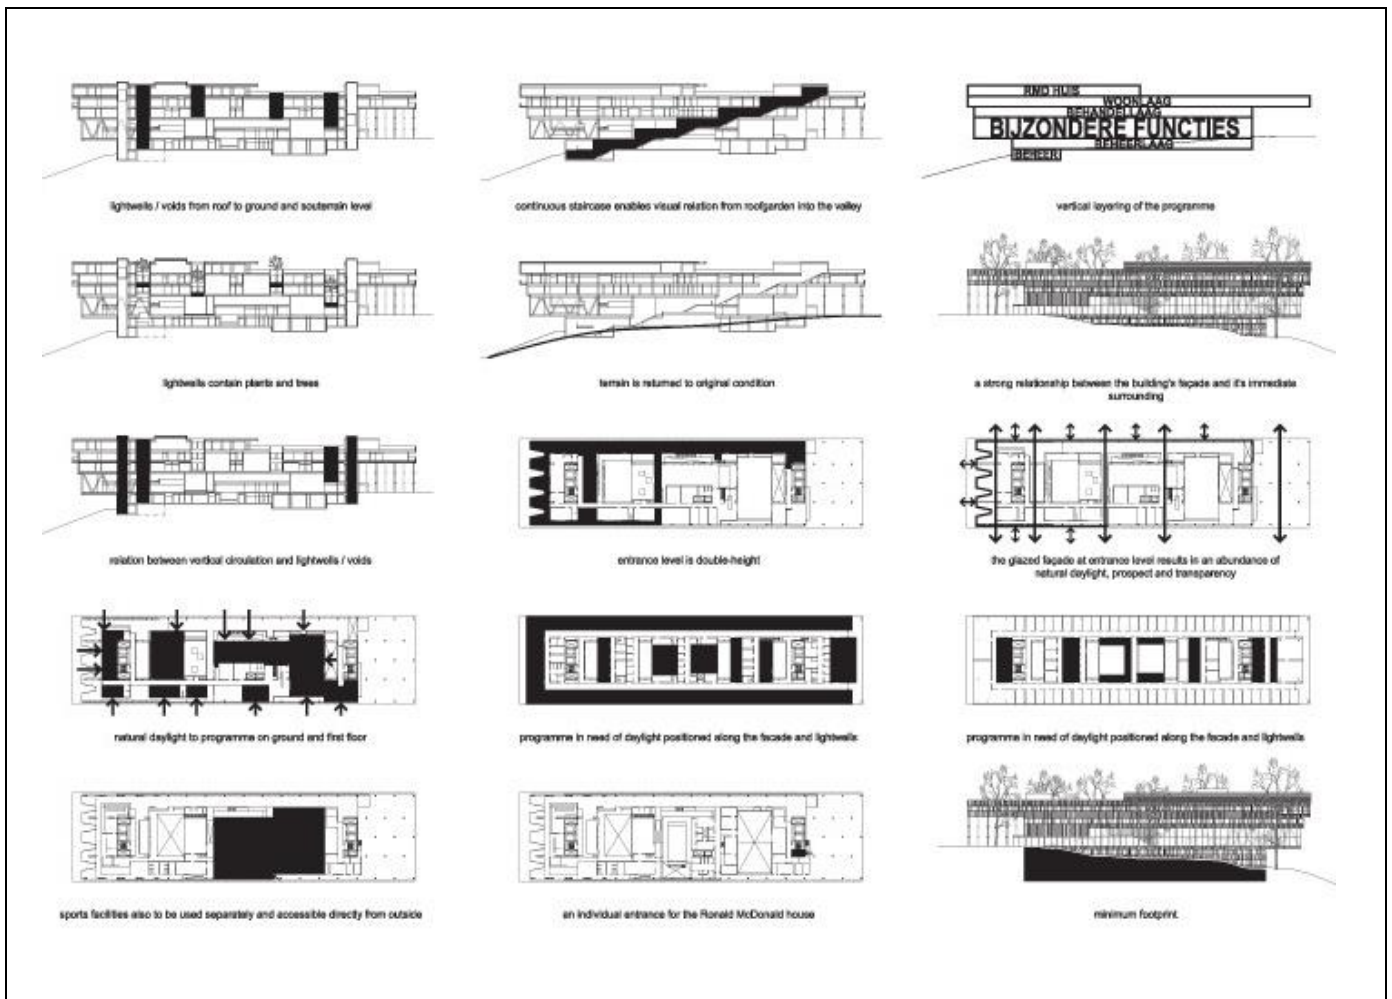 lightwells / voids from roof to ground and souterrain level
continuous staircase enables visual relation from roofgarden into the valley
RMD HUIS
WOONLAAG
BEHANDELLAAG
BIJZONDERE FUNCTIES
BEHEERLAAG
BEHEER
vertical layering of the programme
lightwells contain plants and trees
terrain is returned to original condition
a strong relationship between the building's façade and it's immediate
surrounding
relation between vertical circulation and lightwells / voids
entrance level is double-height
the glazed façade at entrance level results in an abundance of
natural daylight, prospect and transparency
natural daylight to programme on ground and first floor
programme in need of daylight positioned along the facade and lightwells
programme in need of daylight positioned along the facade and lightwells
sports facilities also to be used separately and accessible directly from outside
an individual entrance for the Ronald McDonald house
minimum footprint